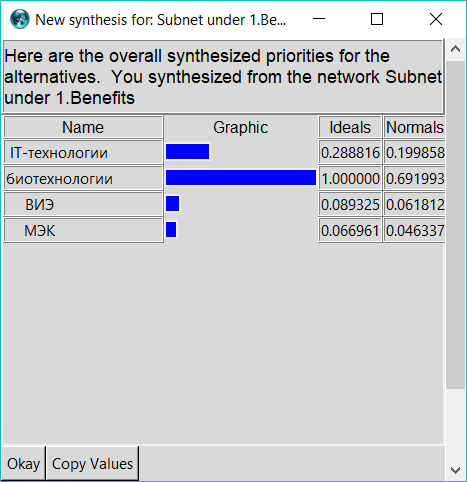 New synthesis for: Subnet under 1.Be...
Here are the overall synthesized priorities for the
alternatives. You synthesized from the network Subnet
under 1.Benefits
Name Graphic Ideals Normals
IT-технологии 0.288816 0.199858
биотехнологии 1.000000 0.691993
ВИЭ 0.089325 0.061812
МЭК 0.066961 0.046337
Okay Copy Values